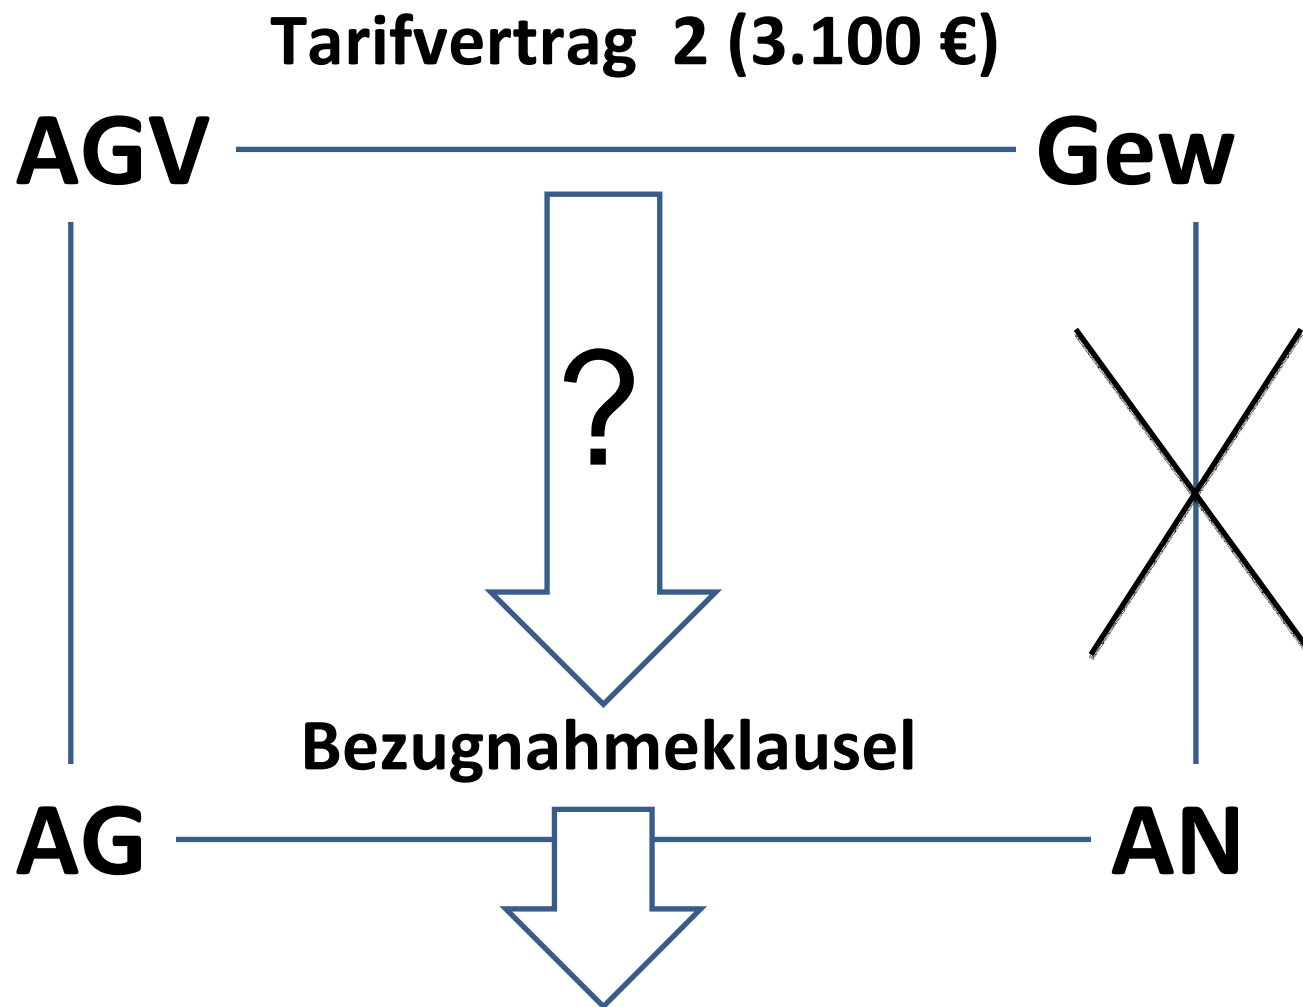 Tarifvertrag 2 (3.100 €)
AGV Gew
?
Bezugnahmeklausel
AG AN